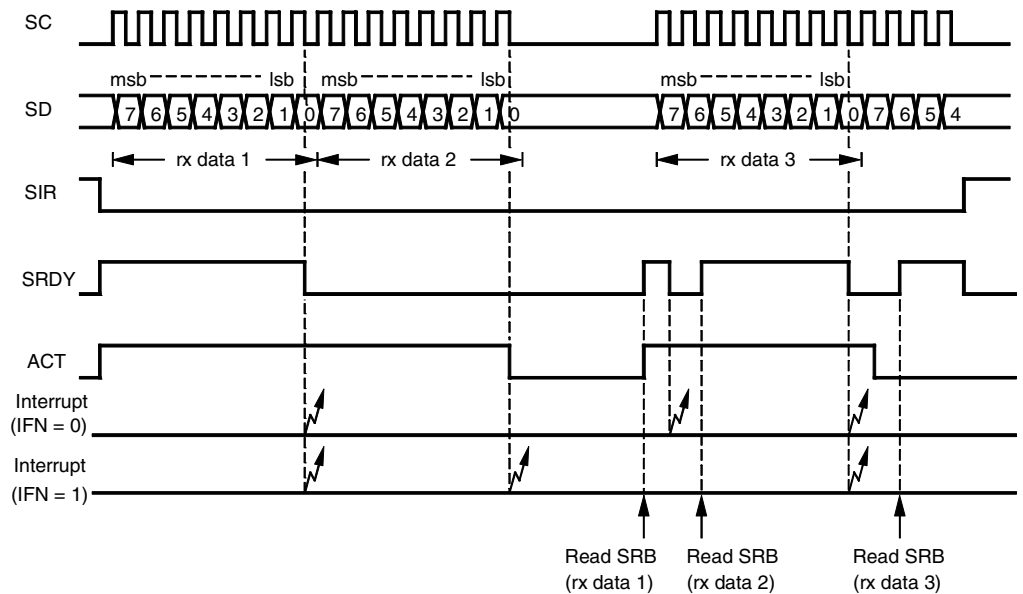 SC
msb lsb msb lsb msb lsb
SD 7 6 5 4 3 2 1 0 7 6 5 4 3 2 1 0 7 6 5 4 3 2 1 0 7 6 5 4
rx data 1 rx data 2 rx data 3
SIR
SRDY
ACT
Interrupt
(IFN = 0)
Interrupt
(IFN = 1)
Read SRB
(rx data 1)
Read SRB
(rx data 2)
Read SRB
(rx data 3)